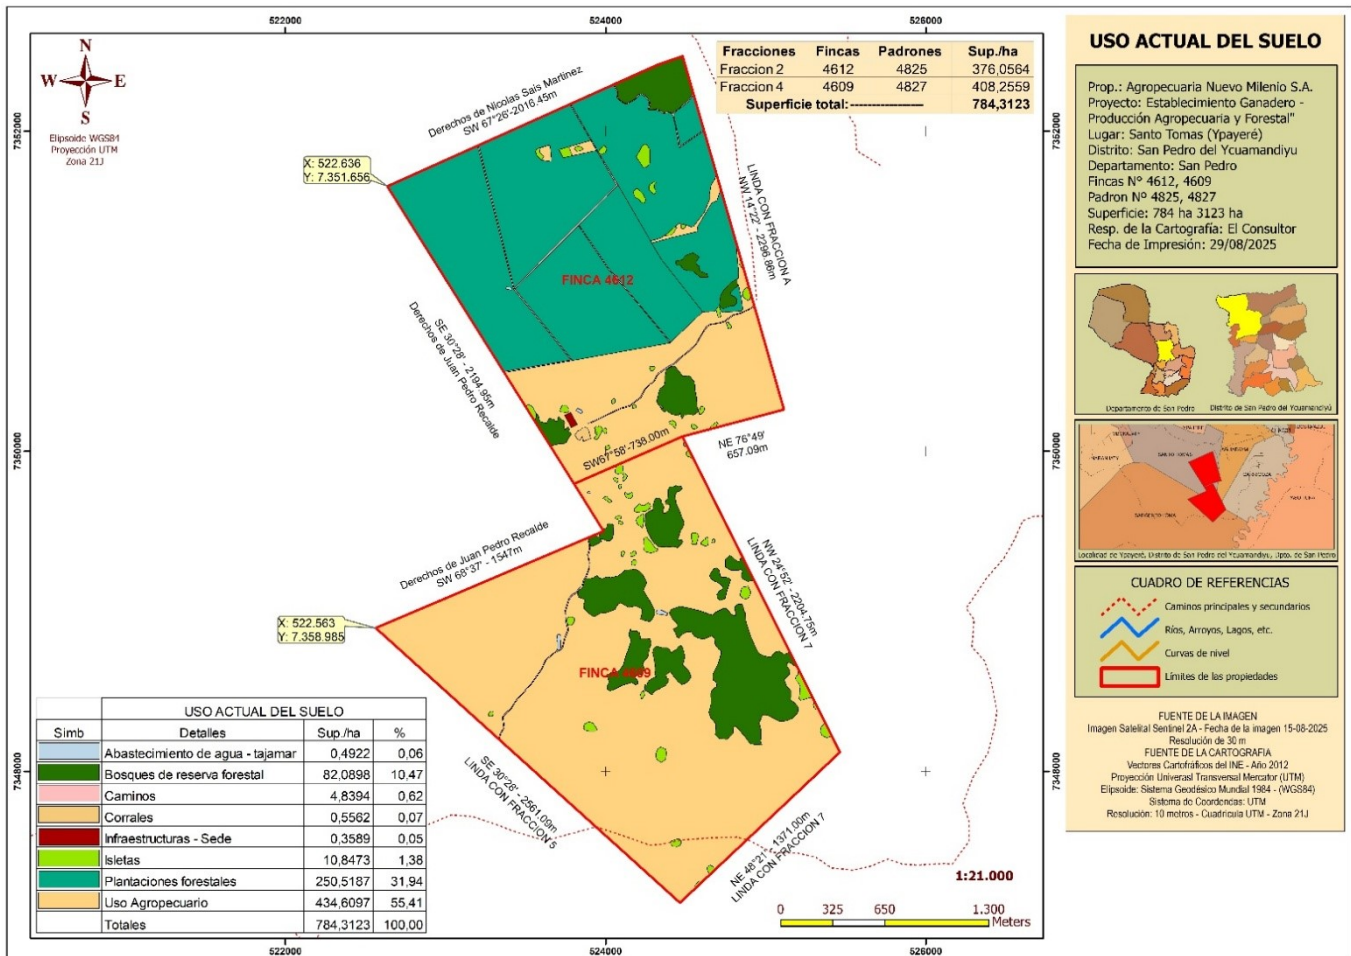 522000
524000
526000
7352000
7350000
7348000
7352000
7350000
7348000
522000
524000
526000
N
W
E
S
Elipsoide WGS84
Proyección UTM
Zona 21J
Fracciones Fincas Padrones Sup./ha
Fraccion 2 4612 4825 376,0564
Fraccion 4 4609 4827 408,2559
Superficie total:----------------- 784,3123
Derechos de Nicolas Sais Martinez
SW 67°26'-2016.45m
X: 522.636
Y: 7.351.656
LINDA CON FRACCION A
NW 14°22' - 2296.86m
FINCA 4612
SE 30°28' - 2194.95m
Derechos de Juan Pedro Recalde
SW67°58'-738.00m
NE 76°49'
657.09m
Derechos de Juan Pedro Recalde
SW 68°37' - 1547m
NW 24°52' - 2204.75m
LINDA CON FRACCION 7
X: 522.563
Y: 7.358.985
FINCA 4609
SE 30°28' - 2561.09m
LINDA CON FRACCION 5
NE 48°21' - 1371.00m
LINDA CON FRACCION 7
USO ACTUAL DEL SUELO
Simb Detalles Sup./ha %
Abastecimiento de agua - tajamar 0,4922 0,06
Bosques de reserva forestal 82,0898 10,47
Caminos 4,8394 0,62
Corrales 0,5562 0,07
Infraestructuras - Sede 0,3589 0,05
Isletas 10,8473 1,38
Plantaciones forestales 250,5187 31,94
Uso Agropecuario 434,6097 55,41
Totales 784,3123 100,00
1:21.000
0 325 650 1.300
Meters
USO ACTUAL DEL SUELO
Prop.: Agropecuaria Nuevo Milenio S.A.
Proyecto: Establecimiento Ganadero -
Producción Agropecuaria y Forestal"
Lugar: Santo Tomas (Ypayeré)
Distrito: San Pedro del Ycuamandiyu
Departamento: San Pedro
Fincas Nº 4612, 4609
Padron Nº 4825, 4827
Superficie: 784 ha 3123 ha
Resp. de la Cartografía: El Consultor
Fecha de Impresión: 29/08/2025
Departamento de San Pedro
Distrito de San Pedro del Ycuamandiyú
SANTO TOMAS
Localidad de Ypayeré, Distrito de San Pedro del Ycuamandiyu, Dpto. de San Pedro
CUADRO DE REFERENCIAS
Caminos principales y secundarios
Ríos, Arroyos, Lagos, etc.
Curvas de nivel
Límites de las propiedades
FUENTE DE LA IMAGEN
Imagen Satelital Sentinel 2A - Fecha de la imagen 15-08-2025
Resolución de 30 m
FUENTE DE LA CARTOGRAFIA
Vectores Cartográficos del INE - Año 2012
Proyección Univerasl Transversal Mercator (UTM)
Elipsoide: Sistema Geodésico Mundial 1984 - (WGS84)
Sistema de Coordendas: UTM
Resolución: 10 metros - Cuadricula UTM - Zona 21J